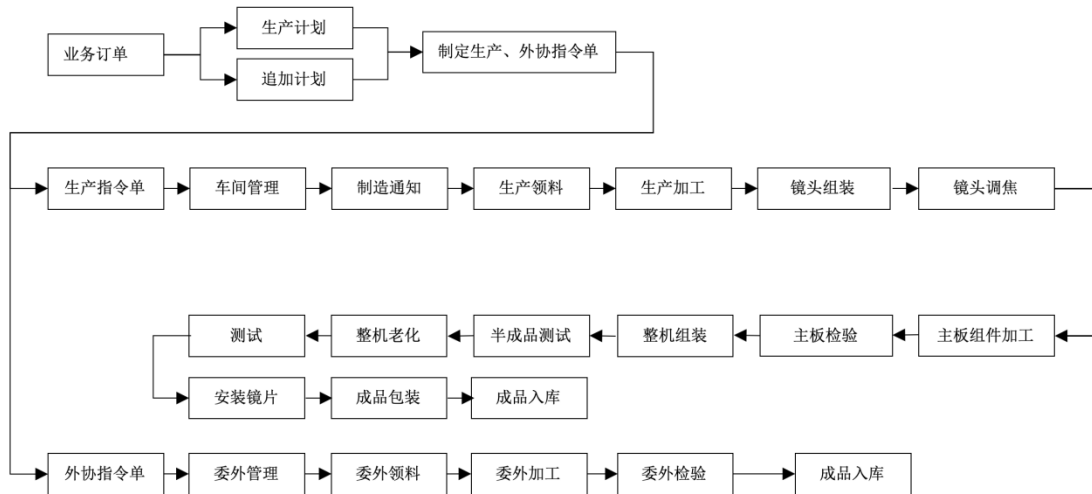 业务订单
生产计划
追加计划
制定生产、外协指令单
生产指令单
车间管理
制造通知
生产领料
生产加工
镜头组装
镜头调焦
主板组件加工
主板检验
整机组装
半成品测试
整机老化
测试
安装镜片
成品包装
成品入库
外协指令单
委外管理
委外领料
委外加工
委外检验
成品入库